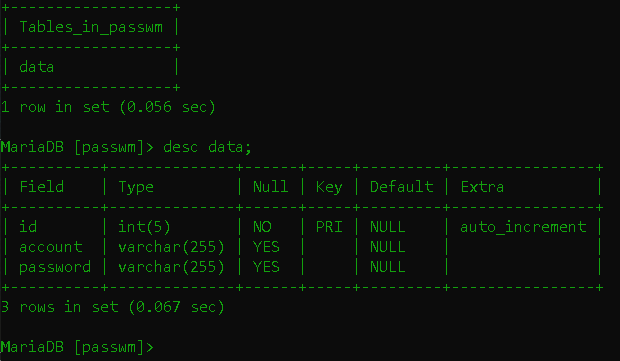 +------------------+
| Tables_in_passwm |
+------------------+
| data             |
+------------------+
1 row in set (0.056 sec)

MariaDB [passwm]> desc data;
+----------+--------------+------+-----+---------+----------------+
| Field    | Type         | Null | Key | Default | Extra          |
+----------+--------------+------+-----+---------+----------------+
| id       | int(5)       | NO   | PRI | NULL    | auto_increment |
| account  | varchar(255) | YES  |     | NULL    |                |
| password | varchar(255) | YES  |     | NULL    |                |
+----------+--------------+------+-----+---------+----------------+
3 rows in set (0.067 sec)

MariaDB [passwm]>